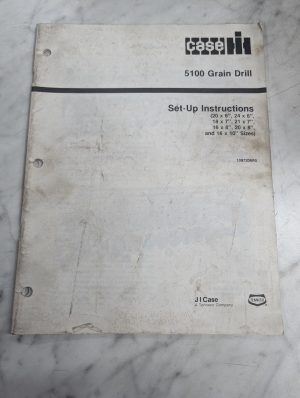 case IH
5100 Grain Drill
Set-Up Instructions
(20 x 6", 24 x 6",
18 x 7", 21 x 7",
16 x 8", 20 x 8",
and 16 x 10" Sizes)
J I Case
A Tenneco Company